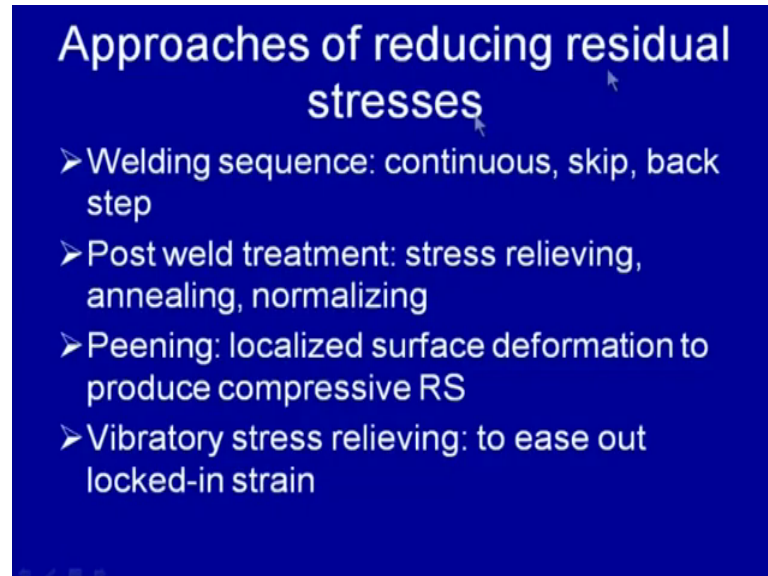 Approaches of reducing residual
stresses
➢Welding sequence: continuous, skip, back
step
➢Post weld treatment: stress relieving,
annealing, normalizing
➢Peening: localized surface deformation to
produce compressive RS
➢Vibratory stress relieving: to ease out
locked-in strain